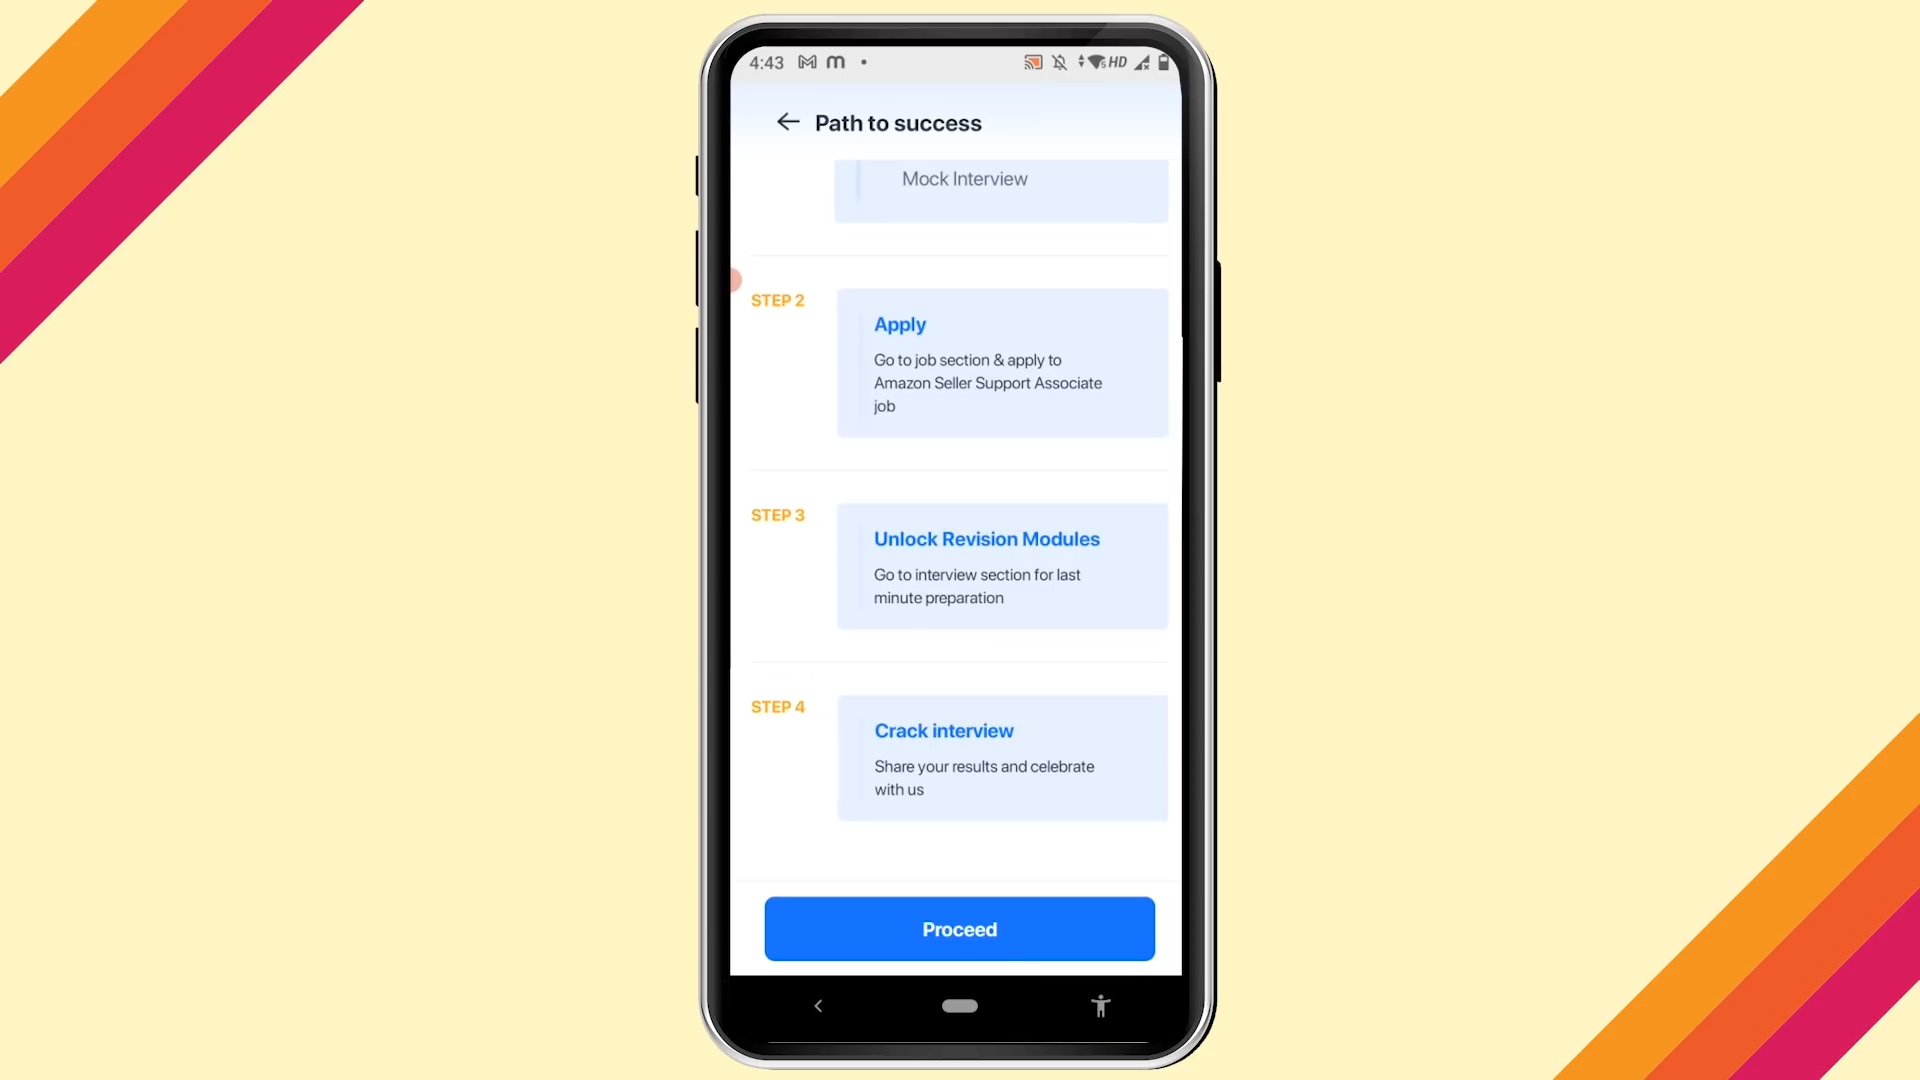 4:43
HD
Path to success
Mock Interview
STEP 2
Apply
Go to job section & apply to
Amazon Seller Support Associate
job
STEP 3
Unlock Revision Modules
Go to interview section for last
minute preparation
STEP 4
Crack interview
Share your results and celebrate
with us
Proceed